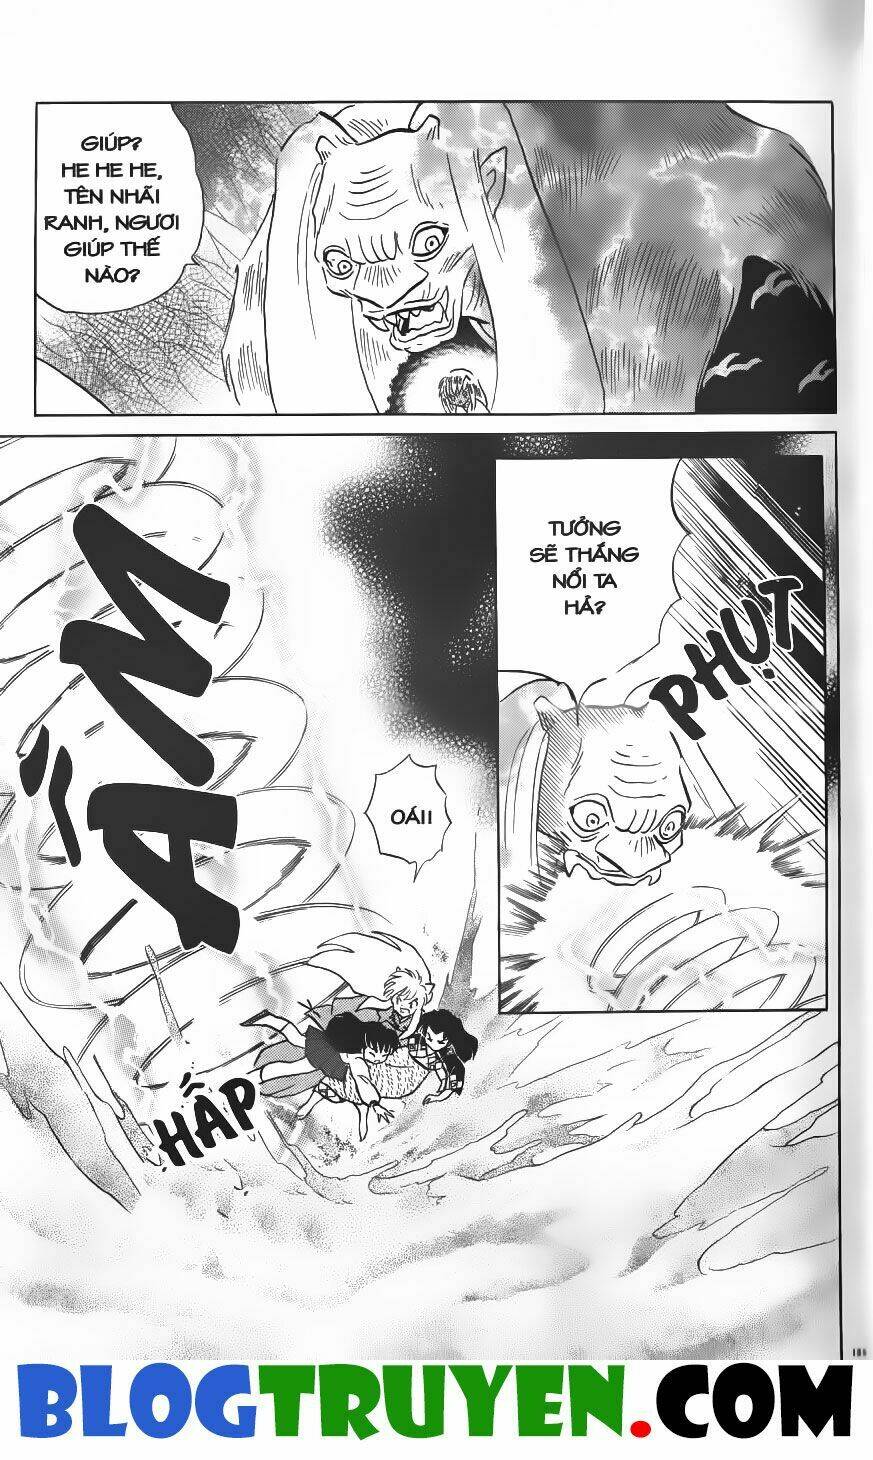 GIÚP?
HE HE HE,
TÊN NHÃI
RANH, NGƯƠI
GIÚP THẾ
NÀO?
TƯỞNG
SẼ THẮNG
NỔI TA
HẢ?
PHỤT
ẦM
OÁII
HẤP
BLOGTRUYEN.COM